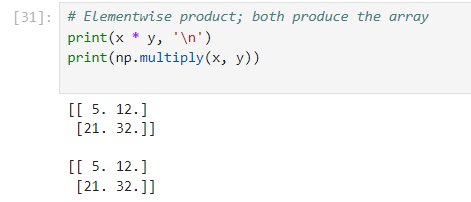 [31]: # Elementwise product; both produce the array
print(x * y, '\n')
print(np.multiply(x, y))
[[ 5. 12.]
 [21. 32.]]
[[ 5. 12.]
 [21. 32.]]